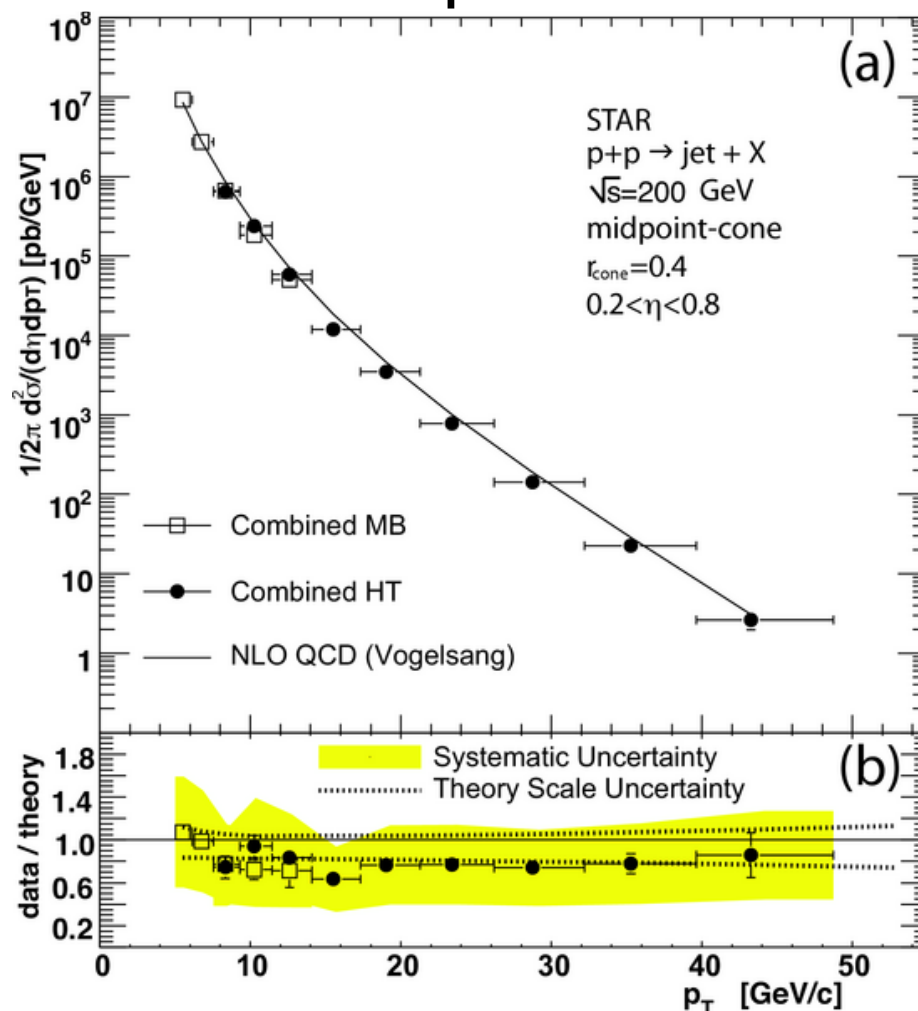 10^8
(a)
10^7
10^6
10^5
10^4
10^3
10^2
10
1
1/2π d²σ/(dηdp_T) [pb/GeV]
STAR
p+p → jet + X
√s=200 GeV
midpoint-cone
r_cone=0.4
0.2<η<0.8
Combined MB
Combined HT
NLO QCD (Vogelsang)
(b)
Systematic Uncertainty
Theory Scale Uncertainty
data / theory
1.8
1.4
1.0
0.6
0.2
0 10 20 30 40 50
p_T [GeV/c]